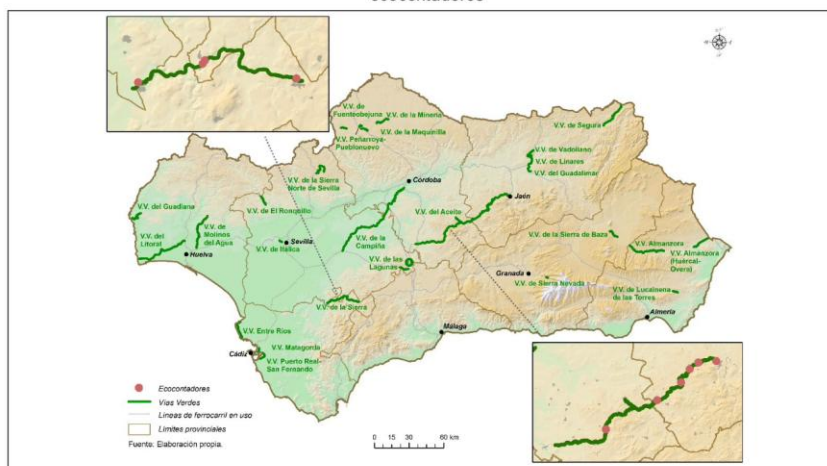 ecocontadores
V.V. de
Fuenteobejuna
V.V. de la Minería
V.V. Peñarroya-
Pueblonuevo
V.V. de la Maquinilla
V.V. de Segura
V.V. de la Sierra
Norte de Sevilla
Córdoba
V.V. de Vadollano
V.V. de Linares
V.V. del Guadalimar
V.V. del Guadiana
V.V. de El Ronquillo
Jaén
V.V. de
Molinos
del Agua
V.V. del
Litoral
V.V. del Aceite
V.V. de Itálica
Sevilla
V.V. de la
Campiña
V.V. de la Sierra de Baza
V.V. Almanzora
V.V. Almanzora
(Huércal-
Overa)
Huelva
V.V. de las
Lagunas
Granada
V.V. de Sierra Nevada
V.V. de Lucainena
de las Torres
V.V. de la Sierra
Almería
Málaga
V.V. Entre Ríos
V.V. Matagorda
Cádiz
V.V. Puerto Real-
San Fernando
Ecocontadores
Vías Verdes
Líneas de ferrocarril en uso
Límites provinciales
Fuente: Elaboración propia.
0 15 30 60 km